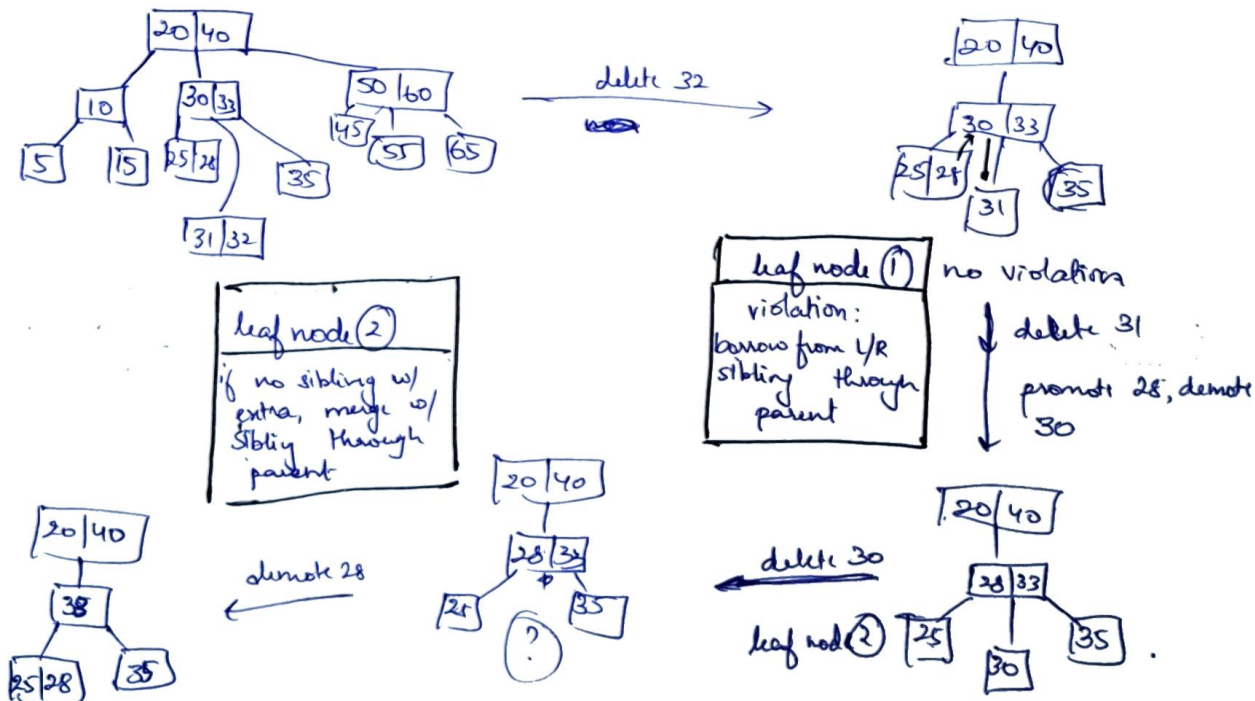 20 40
10
30 33
50 60
5
15
25 28
35
45
55
65
31 32
delete 32
20 40
30 33
25 28
31
35
leaf node 1
violation:
borrow from L/R
sibling through
parent
no violations
delete 31
promote 28, demote
30
leaf node 2
if no sibling w/
extra, merge w/
sibling through
parent
20 40
28 33
25
30
35
delete 30
leaf node 2
20 40
28 33
25
35
?
demote 28
20 40
25 28
35